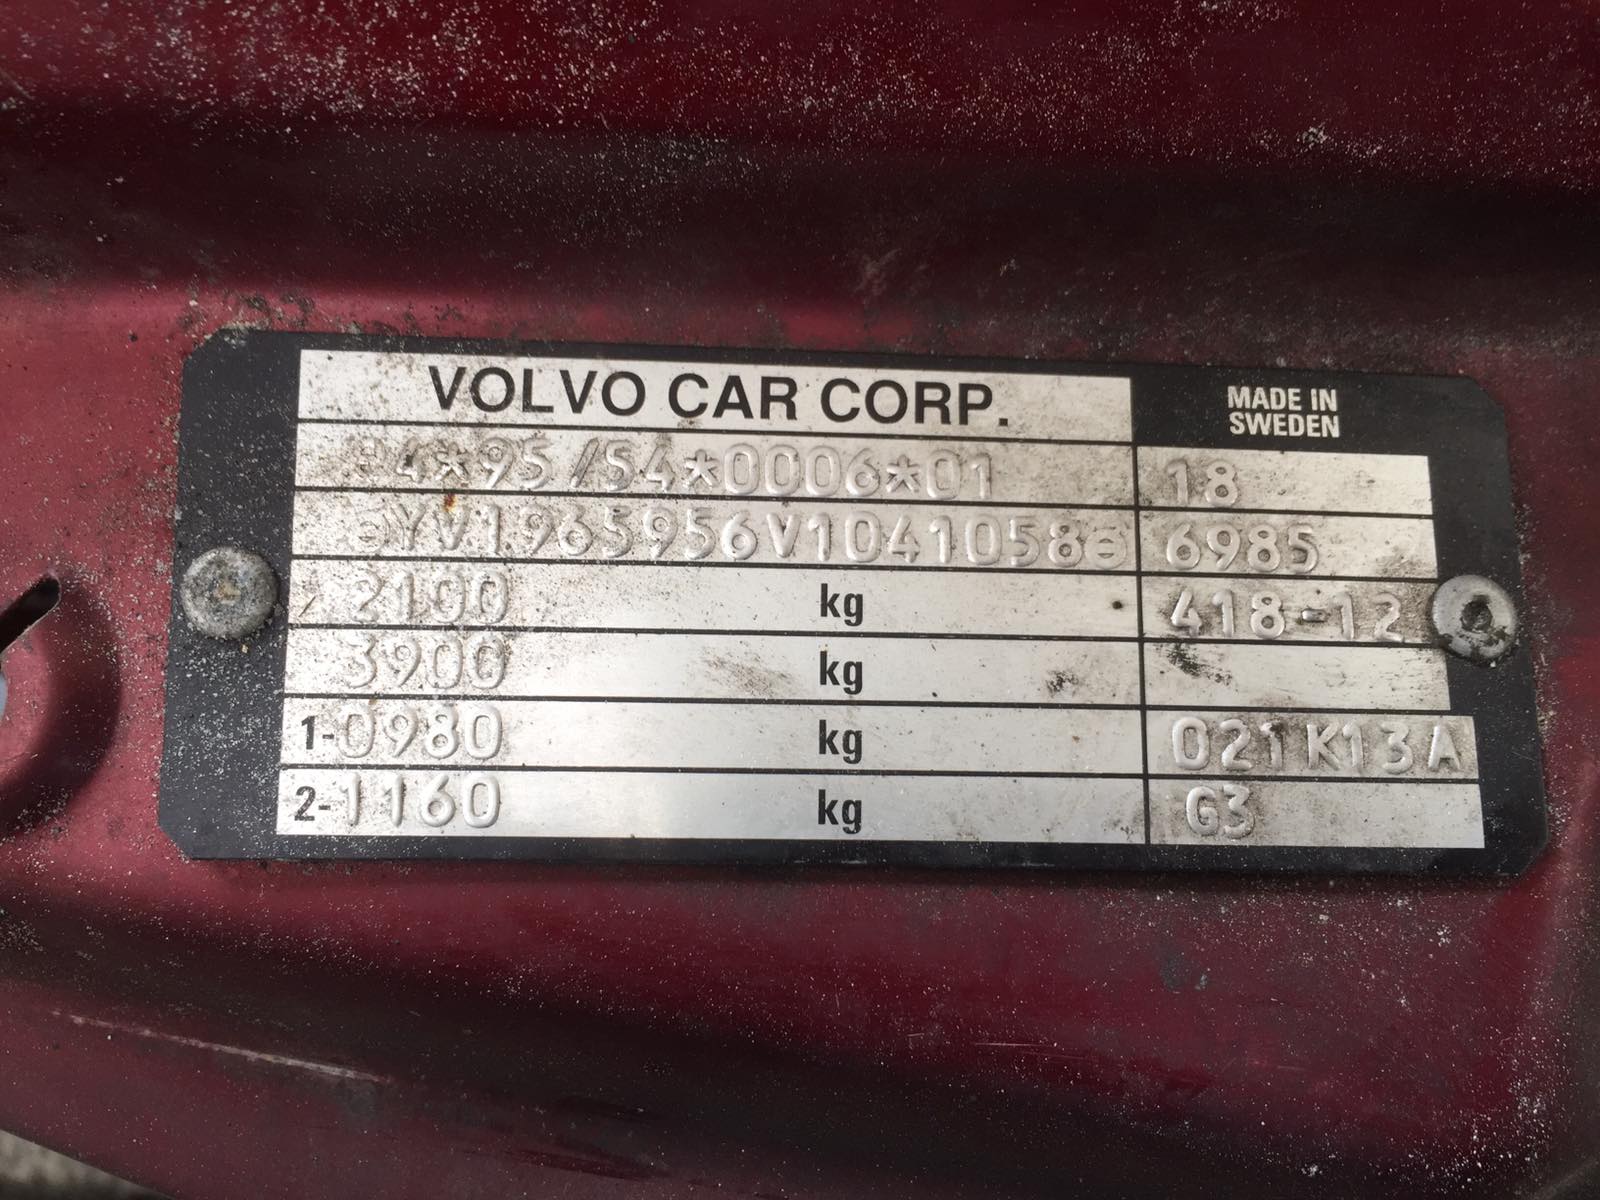 VOLVO CAR CORP.
MADE IN
SWEDEN
*95/54*0006*01
18
YV1965956V1041058
6985
2100 kg
418-12
3900 kg
1-0980 kg
021K13A
2-1160 kg
G3